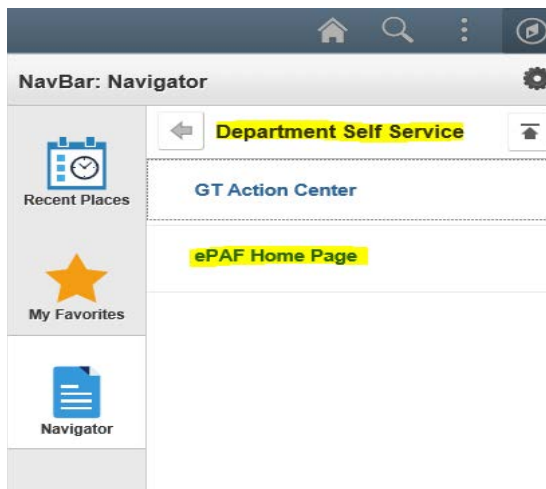 NavBar: Navigator
Department Self Service
Recent Places
GT Action Center
ePAF Home Page
My Favorites
Navigator